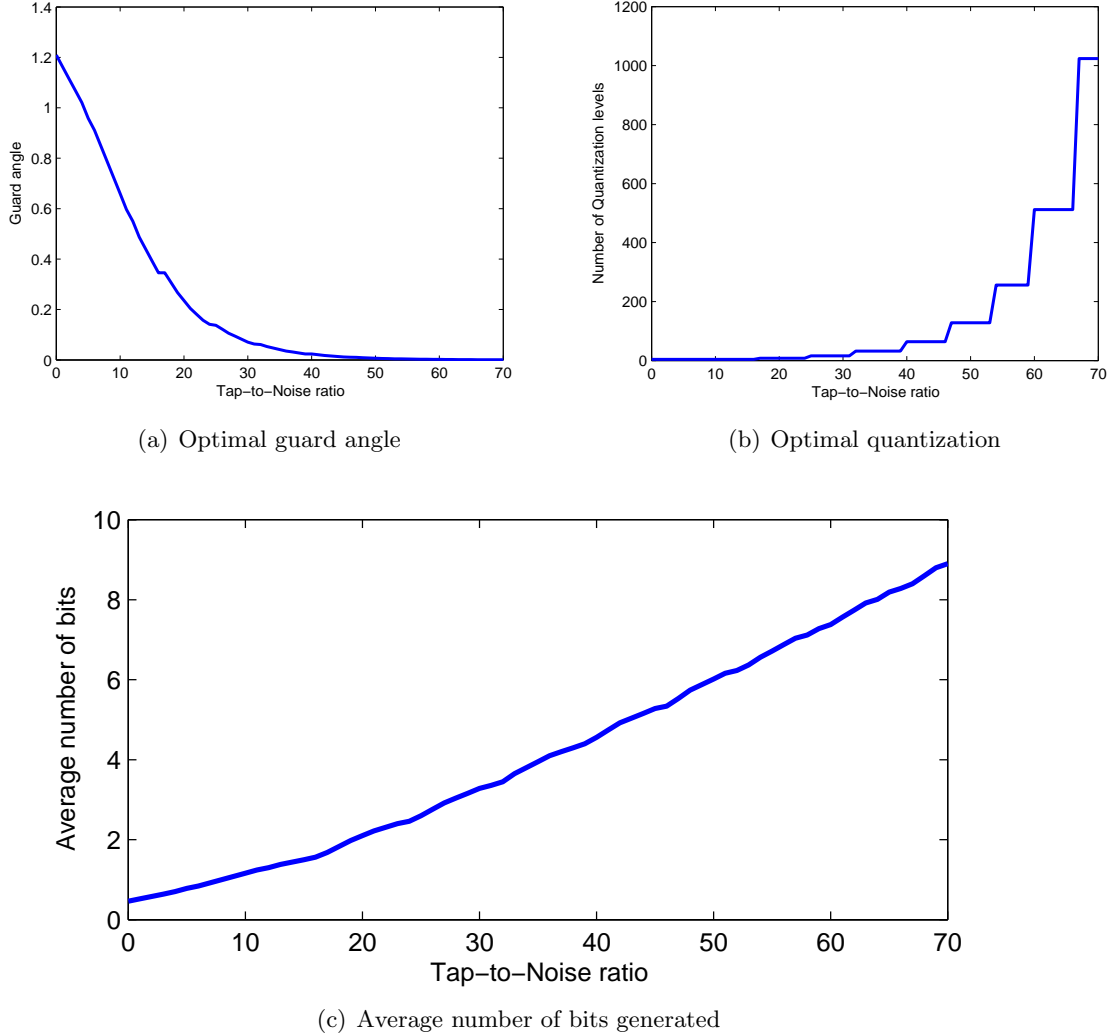 1.4
1.2
1
0.8
0.6
0.4
0.2
0
0 10 20 30 40 50 60 70
Guard angle
Tap−to−Noise ratio
(a) Optimal guard angle
1200
1000
800
600
400
200
0
0 10 20 30 40 50 60 70
Number of Quantization levels
Tap−to−Noise ratio
(b) Optimal quantization
10
8
6
4
2
0
0 10 20 30 40 50 60 70
Average number of bits
Tap−to−Noise ratio
(c) Average number of bits generated